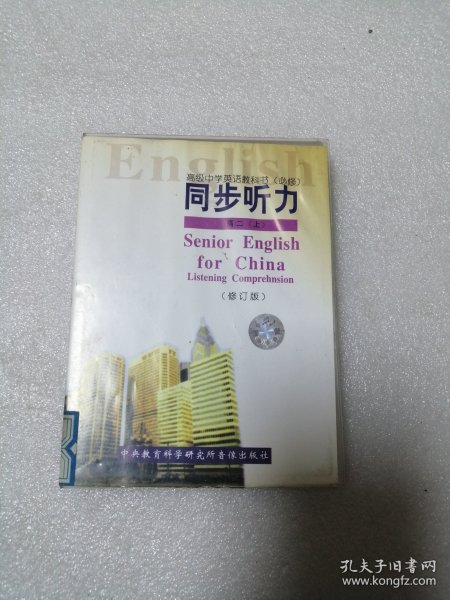 English
高级中学英语教科书（必修）
同步听力
高二（上）
Senior English
for China
Listening Comprehnsion
（修订版）
中央教育科学研究所音像出版社
孔夫子旧书网
www.kongfz.com